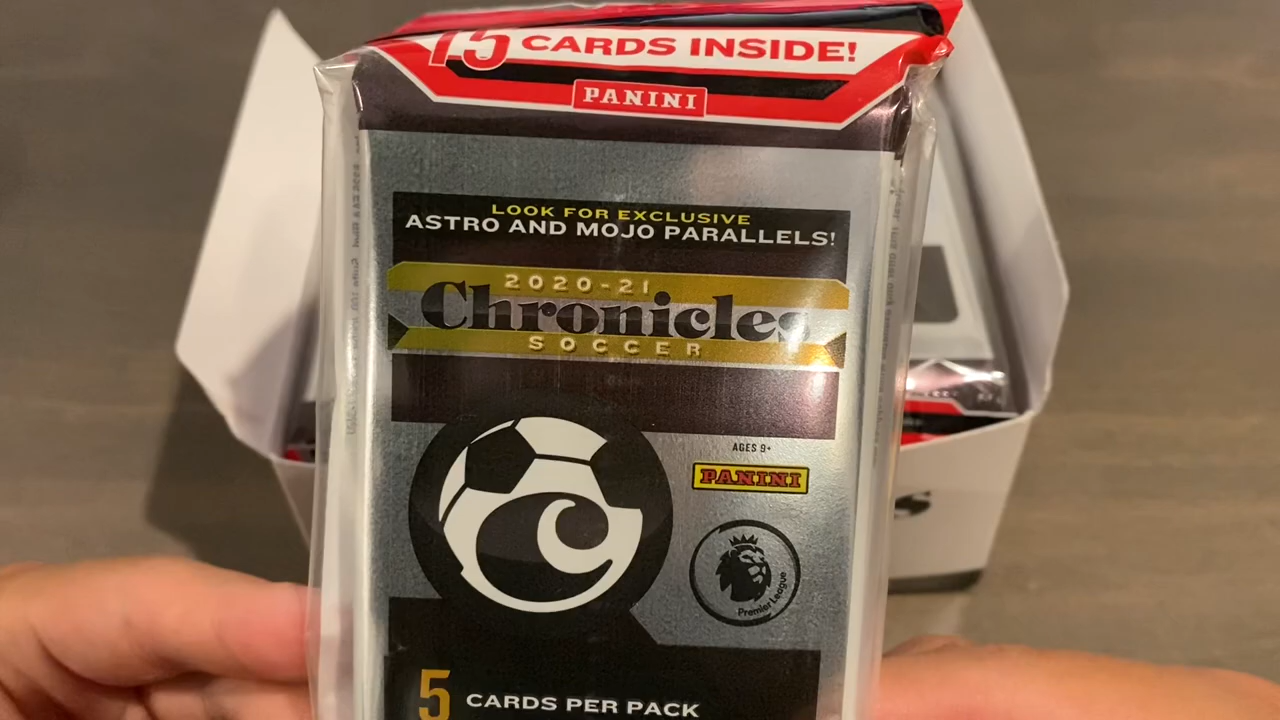 75 CARDS INSIDE!
PANINI
LOOK FOR EXCLUSIVE
ASTRO AND MOJO PARALLELS!
2020-21
Chronicles
SOCCER
AGES 9+
PANINI
Premier League
5 CARDS PER PACK